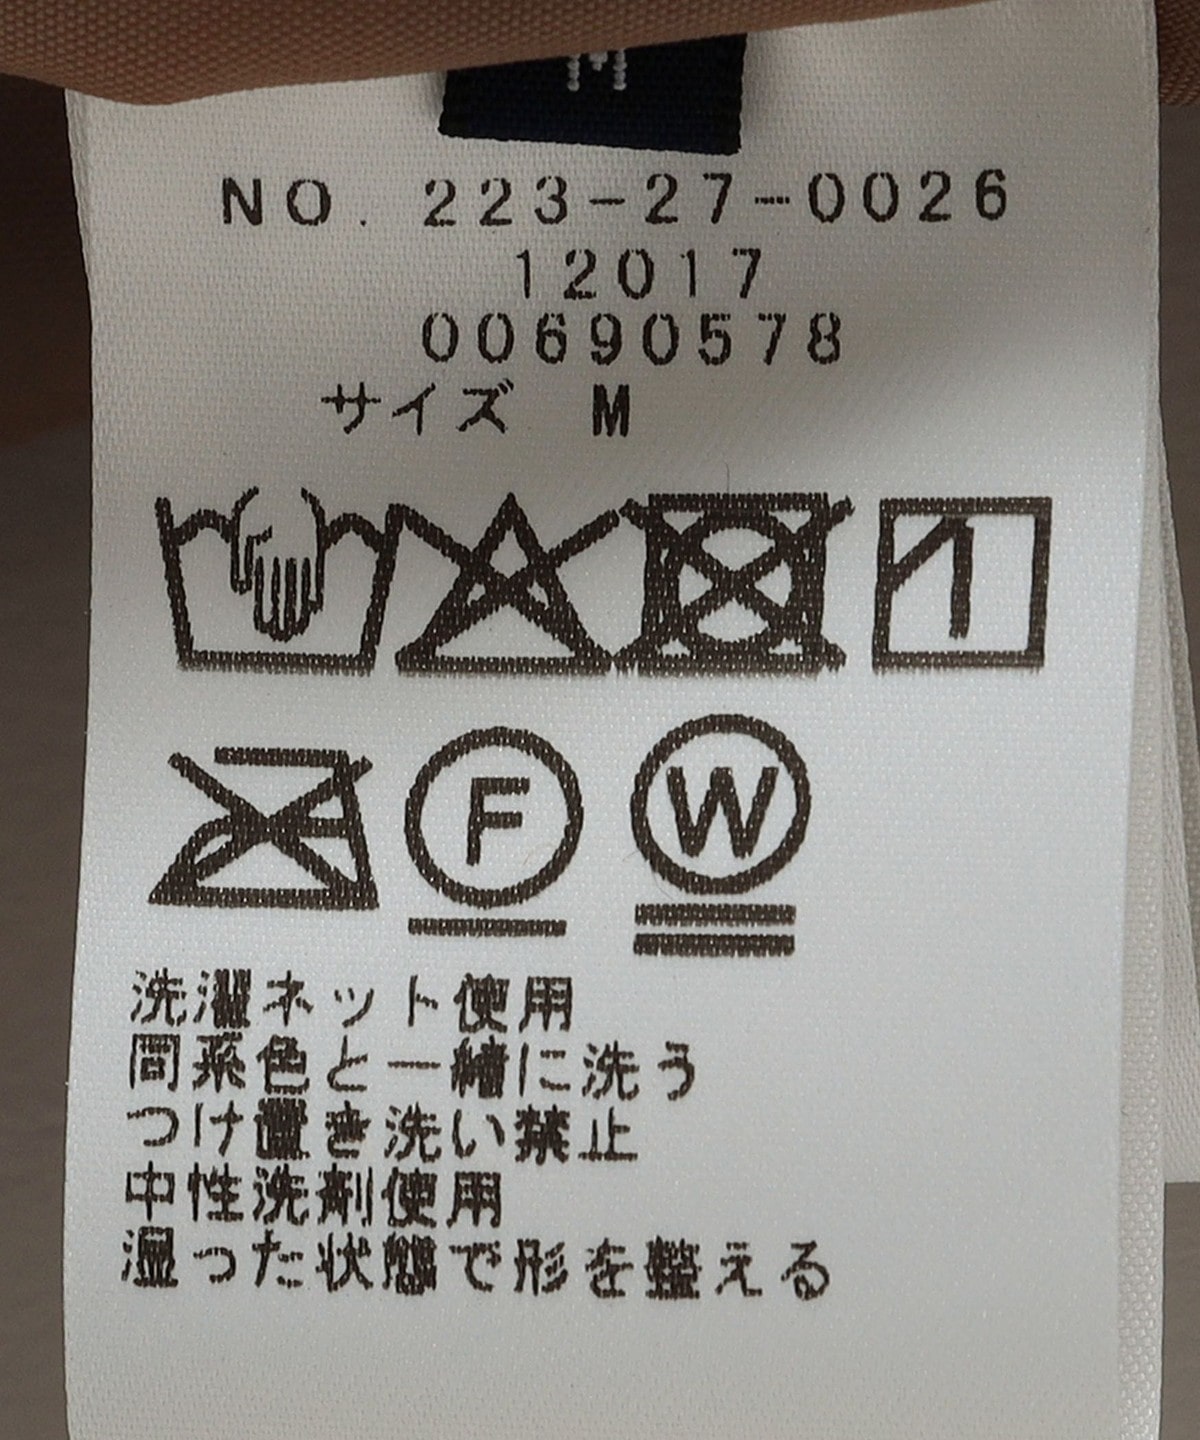 M
NO. 223-27-0026
12017
00690578
サイズ M
F
W
洗濯ネット使用
同系色と一緒に洗う
つけ置き洗い禁止
中性洗剤使用
湿った状態で形を整える